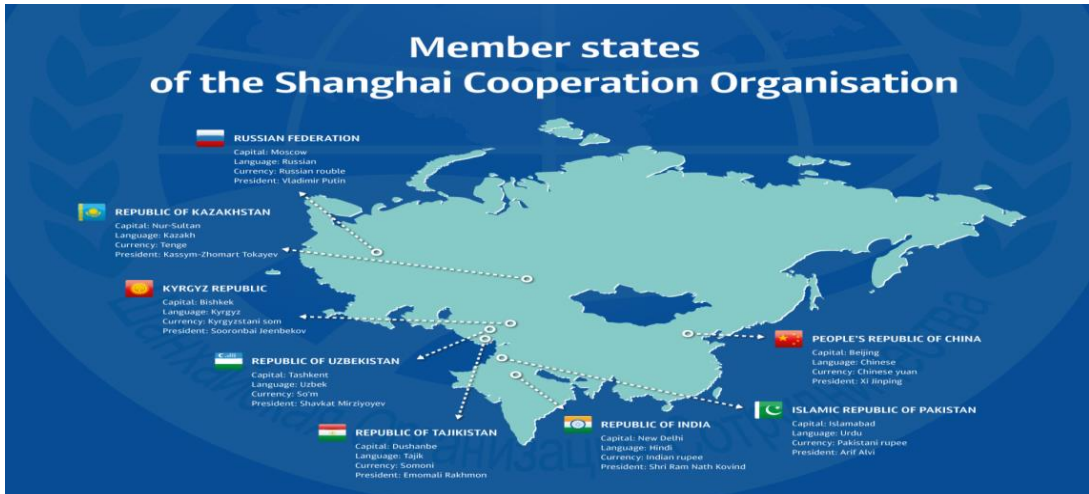 Member states
of the Shanghai Cooperation Organisation
RUSSIAN FEDERATION
Capital: Moscow
Language: Russian
Currency: Russian rouble
President: Vladimir Putin
REPUBLIC OF KAZAKHSTAN
Capital: Nur-Sultan
Language: Kazakh
Currency: Tenge
President: Kassym-Zhomart Tokayev
KYRGYZ REPUBLIC
Capital: Bishkek
Language: Kyrgyz
Currency: Kyrgyzstani som
President: Sooronbai Jeenbekov
REPUBLIC OF UZBEKISTAN
Capital: Tashkent
Language: Uzbek
Currency: So'm
President: Shavkat Mirziyoyev
REPUBLIC OF TAJIKISTAN
Capital: Dushanbe
Language: Tajik
Currency: Somoni
President: Emomali Rakhmon
REPUBLIC OF INDIA
Capital: New Delhi
Language: Hindi
Currency: Indian rupee
President: Shri Ram Nath Kovind
PEOPLE'S REPUBLIC OF CHINA
Capital: Beijing
Language: Chinese
Currency: Chinese yuan
President: Xi Jinping
ISLAMIC REPUBLIC OF PAKISTAN
Capital: Islamabad
Language: Urdu
Currency: Pakistani rupee
President: Arif Alvi